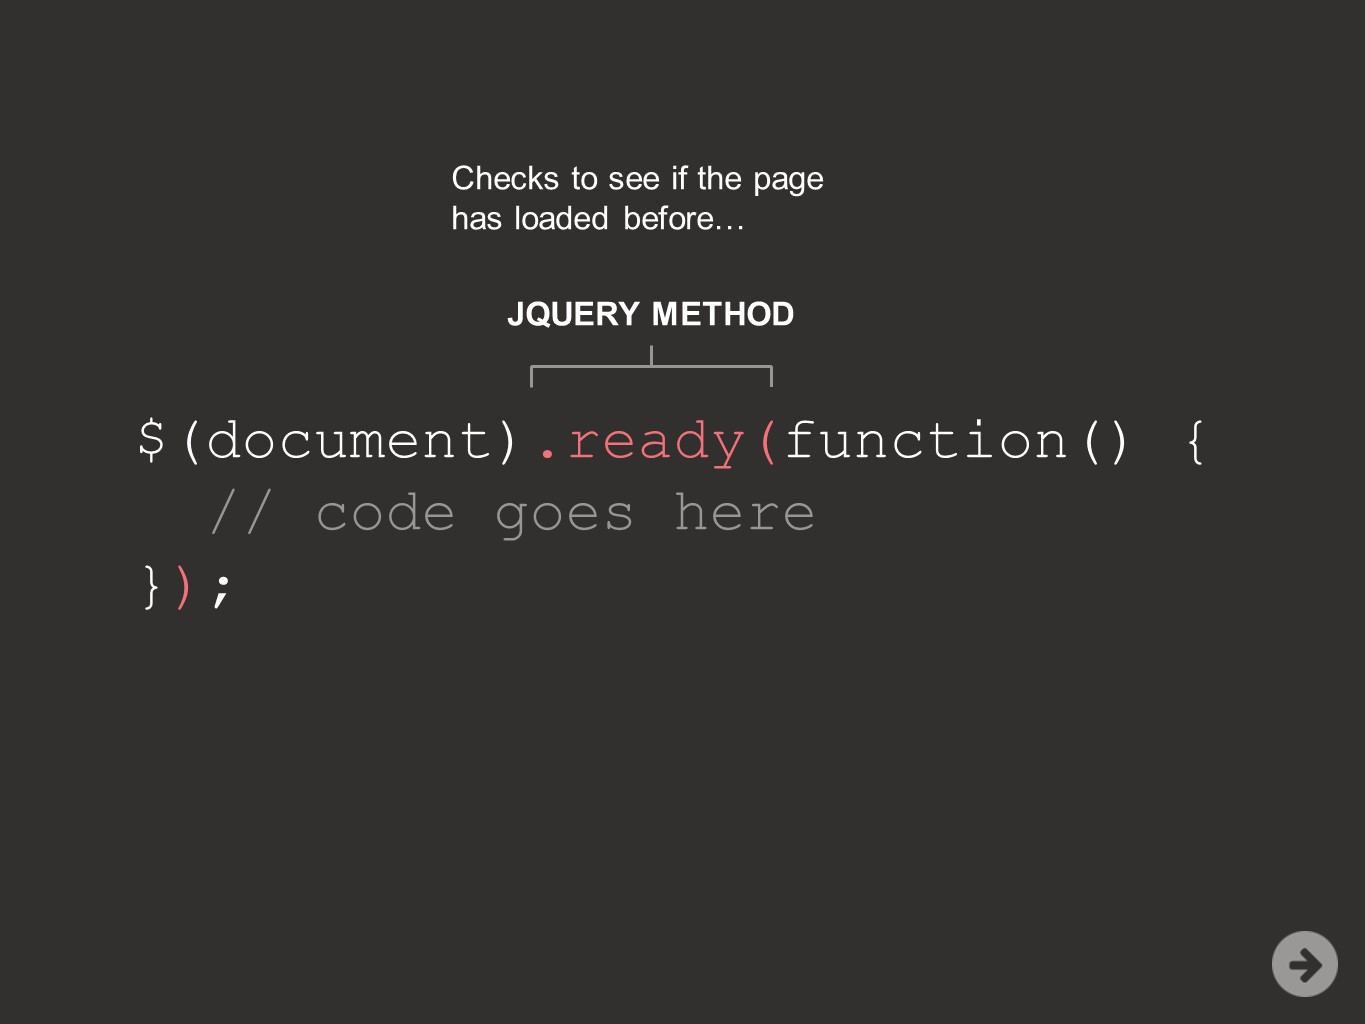 Checks to see if the page
has loaded before…
JQUERY METHOD
$(document).ready(function() {
  // code goes here
});